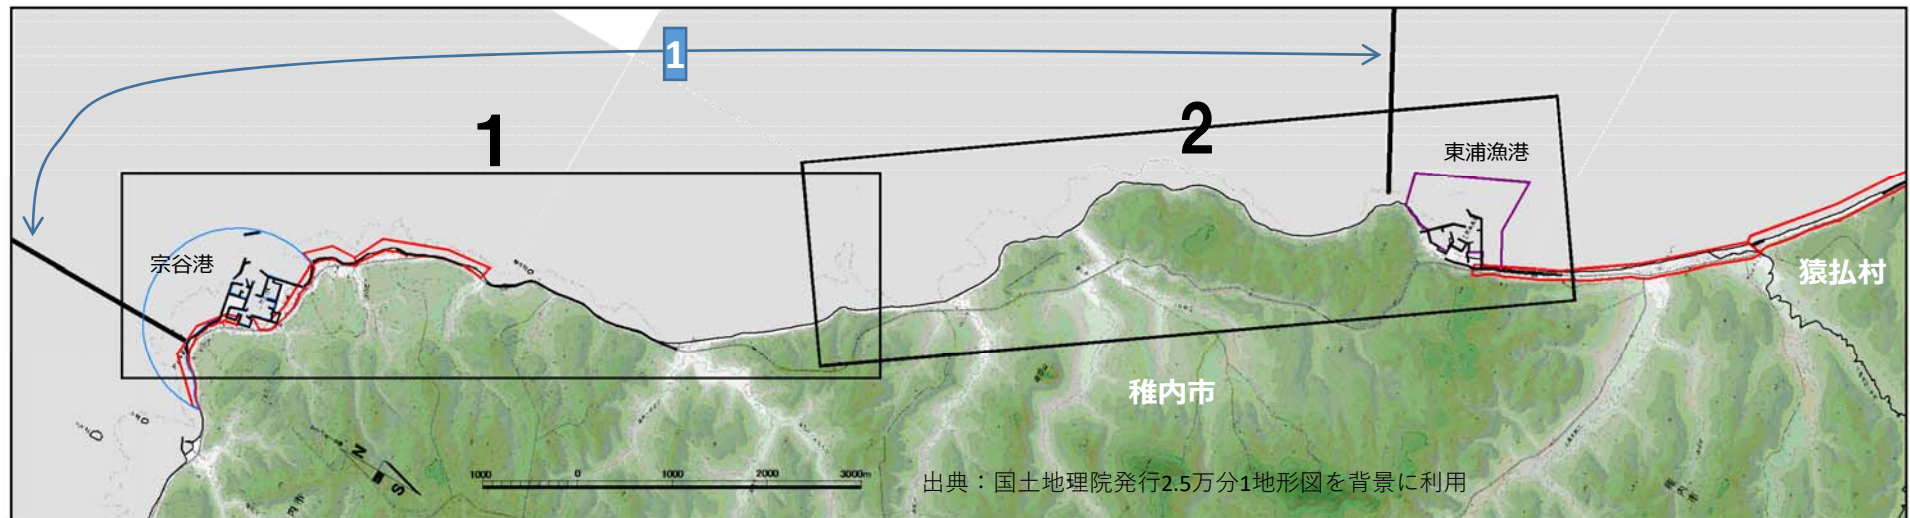 1
1
2
東浦漁港
宗谷港
猿払村
稚内市
N
S
1000 0 1000 2000 3000m
出典：国土地理院発行2.5万分1地形図を背景に利用